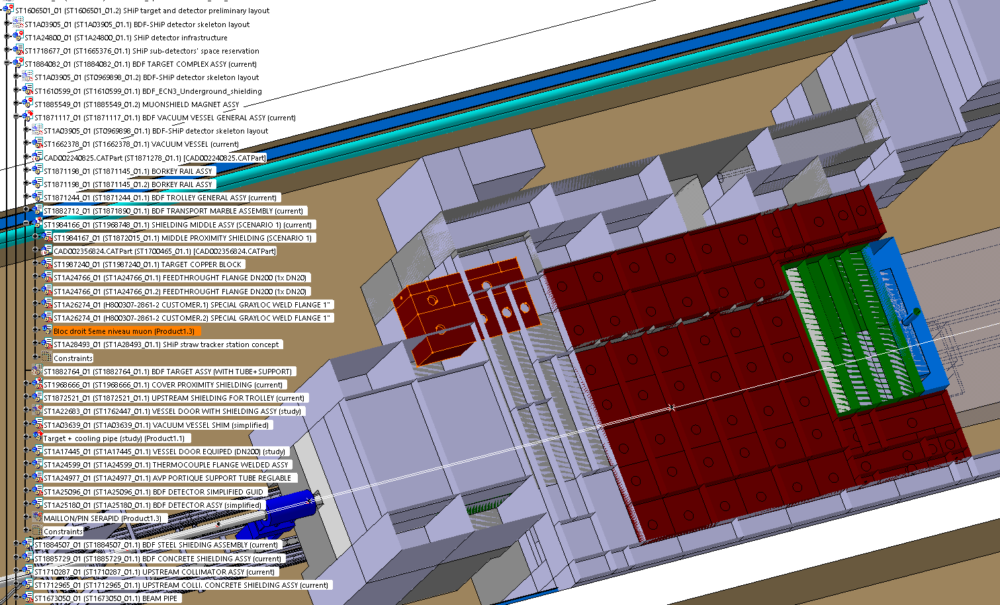 ST1606501_01 (ST1606501_01.2) SHiP target and detector preliminary layout
ST1A03905_01 (ST1A03905_01.1) BDF-SHiP detector skeleton layout
ST1A24800_01 (ST1A24800_01.1) SHiP detector infrastructure
ST1718677_01 (ST1665376_01.1) SHiP sub-detectors' space reservation
ST1884082_01 (ST1884082_01.1) BDF TARGET COMPLEX ASSY (current)
ST1A03905_01 (ST0969898_01.2) BDF-SHiP detector skeleton layout
ST1610599_01 (ST1610599_01.1) BDF_ECN3_Underground_shielding
ST1885549_01 (ST1885549_01.2) MUONSHIELD MAGNET ASSY
ST1871117_01 (ST1871117_01.1) BDF VACUUM VESSEL GENERAL ASSY (current)
ST1A03905_01 (ST0969898_01.1) BDF-SHiP detector skeleton layout
ST1662378_01 (ST1662378_01.1) VACUUM VESSEL (current)
CAD002240825.CATPart (ST1871278_01.1) [CAD002240825.CATPart]
ST1871198_01 (ST1871145_01.1) BORKEY RAIL ASSY
ST1871198_01 (ST1871145_01.2) BORKEY RAIL ASSY
ST1871244_01 (ST1871244_01.1) BDF TROLLEY GENERAL ASSY (current)
ST1882712_01 (ST1871890_01.1) BDF TRANSPORT MARBLE ASSEMBLY (current)
ST1984166_01 (ST1968748_01.1) SHIELDING MIDDLE ASSY (SCENARIO 1) (current)
ST1984167_01 (ST1872015_01.1) MIDDLE PROXIMITY SHIELDING (SCENARIO 1)
CAD002356824.CATPart (ST1700465_01.1) [CAD002356824.CATPart]
ST1987240_01 (ST1987240_01.1) TARGET COPPER BLOCK
ST1A24766_01 (ST1A24766_01.1) FEEDTHROUGHT FLANGE DN200 (1x DN20)
ST1A24766_01 (ST1A24766_01.2) FEEDTHROUGHT FLANGE DN200 (1x DN20)
ST1A26274_01 (H800307-2861-2 CUSTOMER.1) SPECIAL GRAYLOC WELD FLANGE 1"
ST1A26274_01 (H800307-2861-2 CUSTOMER.2) SPECIAL GRAYLOC WELD FLANGE 1"
Bloc droit 5eme niveau muon (Product1.3)
ST1A28493_01 (ST1A28493_01.1) SHiP straw tracker station concept
Constraints
ST1882764_01 (ST1882764_01.1) BDF TARGET ASSY (WITH TUBE+SUPPORT)
ST1968666_01 (ST1968666_01.1) COVER PROXIMITY SHIELDING (current)
ST1872521_01 (ST1872521_01.1) UPSTREAM SHIELDING FOR TROLLEY (current)
ST1A22683_01 (ST1762447_01.1) VESSEL DOOR WITH SHIELDING ASSY (study)
ST1A03639_01 (ST1A03639_01.1) VACUUM VESSEL SHIM (simplified)
Target + cooling pipe (study) (Product1.1)
ST1A17445_01 (ST1A17445_01.1) VESSEL DOOR EQUIPED (DN200) (study)
ST1A24599_01 (ST1A24599_01.1) THERMOCOUPLE FLANGE WELDED ASSY
ST1A24977_01 (ST1A24977_01.1) AVP PORTIQUE SUPPORT TUBE REGLABLE
ST1A25096_01 (ST1A25096_01.1) BDF DETECTOR SIMPLIFIED GUID
ST1A25180_01 (ST1A25180_01.1) BDF DETECTOR ASSY (simplified)
MAILLON/PIN SERAPID (Product1.3)
Constraints
ST1884507_01 (ST1884507_01.1) BDF STEEL SHIEDING ASSEMBLY (current)
ST1885729_01 (ST1885729_01.1) BDF CONCRETE SHIELDING ASSY (current)
ST1710287_01 (ST1710287_01.1) UPSTREAM COLLIMATOR ASSY (current)
ST1712965_01 (ST1712965_01.1) UPSTREAM COLLI. CONCRETE SHIELDING ASSY (current)
ST1673050_01 (ST1673050_01.1) BEAM PIPE